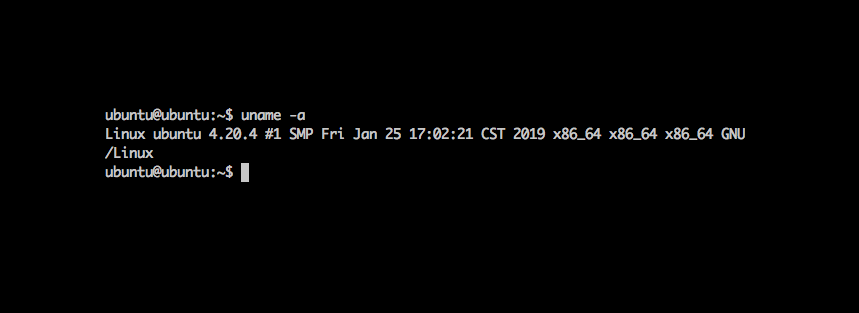 ubuntu@ubuntu:~$ uname -a
Linux ubuntu 4.20.4 #1 SMP Fri Jan 25 17:02:21 CST 2019 x86_64 x86_64 x86_64 GNU
/Linux
ubuntu@ubuntu:~$